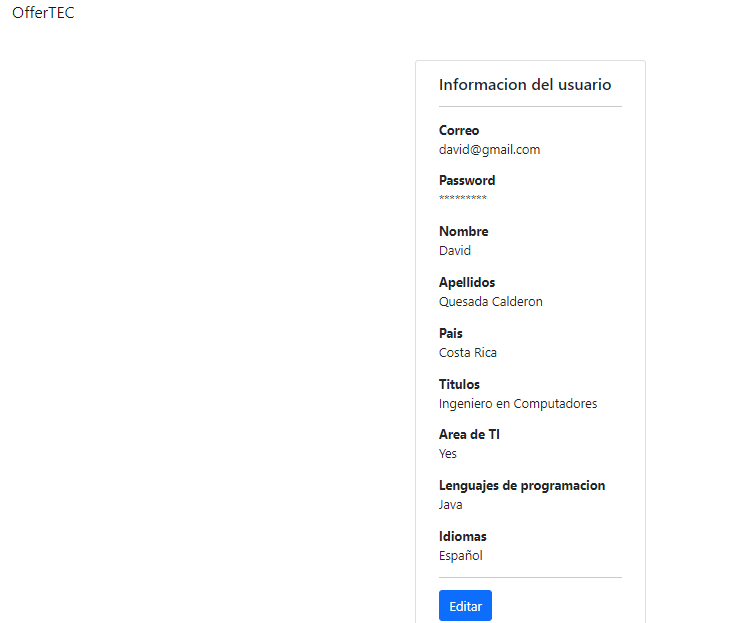 OfferTEC
Informacion del usuario
Correo
david@gmail.com
Password
*********
Nombre
David
Apellidos
Quesada Calderon
Pais
Costa Rica
Titulos
Ingeniero en Computadores
Area de TI
Yes
Lenguajes de programacion
Java
Idiomas
Español
Editar